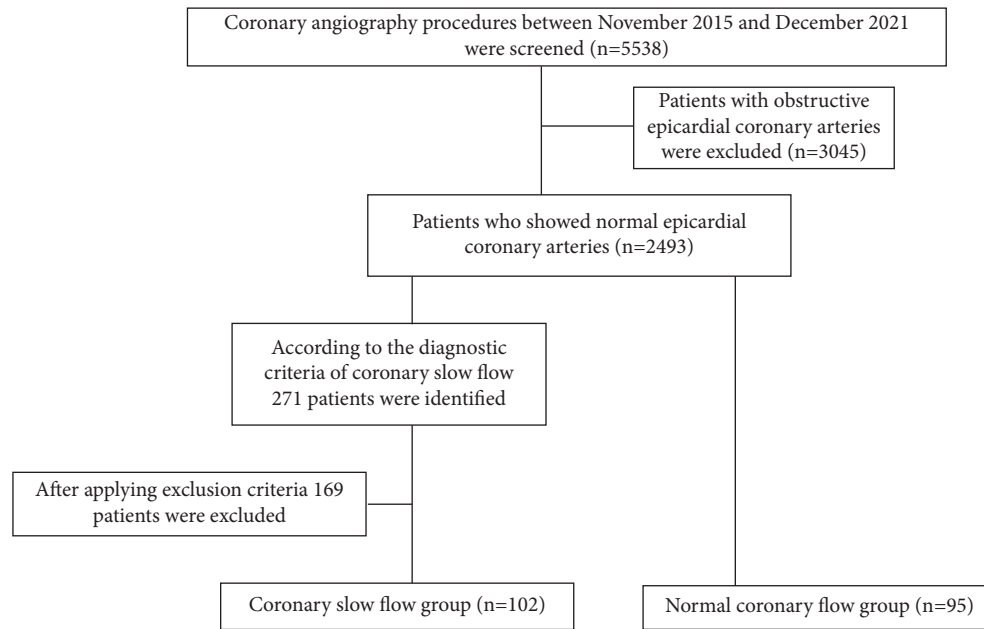 Coronary angiography procedures between November 2015 and December 2021
were screened (n=5538)
Patients with obstructive
epicardial coronary arteries
were excluded (n=3045)
Patients who showed normal epicardial
coronary arteries (n=2493)
According to the diagnostic
criteria of coronary slow flow
271 patients were identified
After applying exclusion criteria 169
patients were excluded
Coronary slow flow group (n=102)
Normal coronary flow group (n=95)